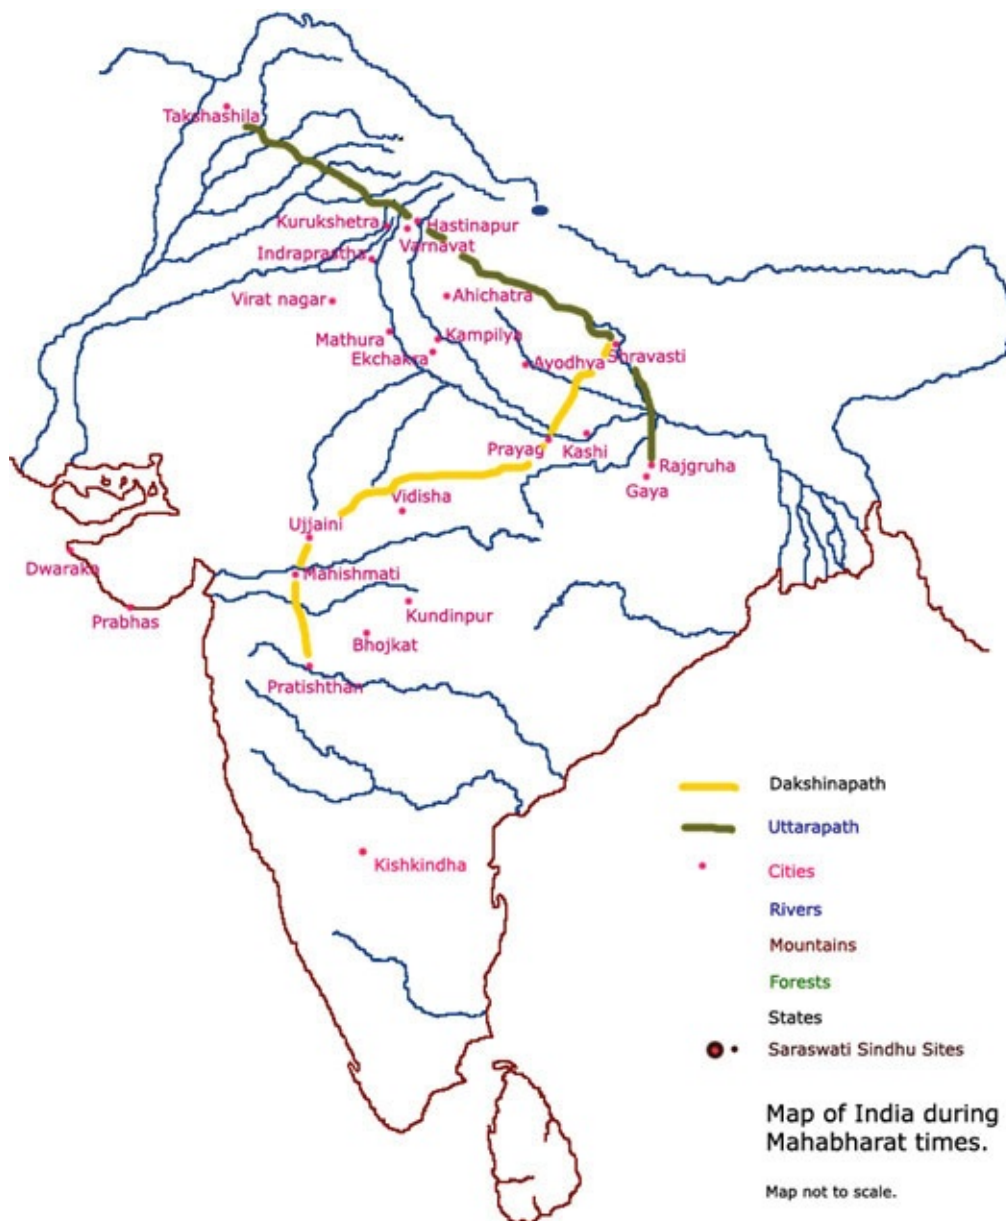 Takshashila
Kurukshetra
Hastinapur
Varnavat
Indraprastha
Virat nagar
Ahichatra
Mathura
Kampilya
Ekchakra
Ayodhya
Shravasti
Prayag
Kashi
Rajgruha
Gaya
Vidisha
Ujjaini
Dwaraka
Mahishmati
Prabhas
Kundinpur
Bhojkat
Pratishthan
Kishkindha
Dakshinapath
Uttarapath
Cities
Rivers
Mountains
Forests
States
Saraswati Sindhu Sites
Map of India during
Mahabharat times.
Map not to scale.